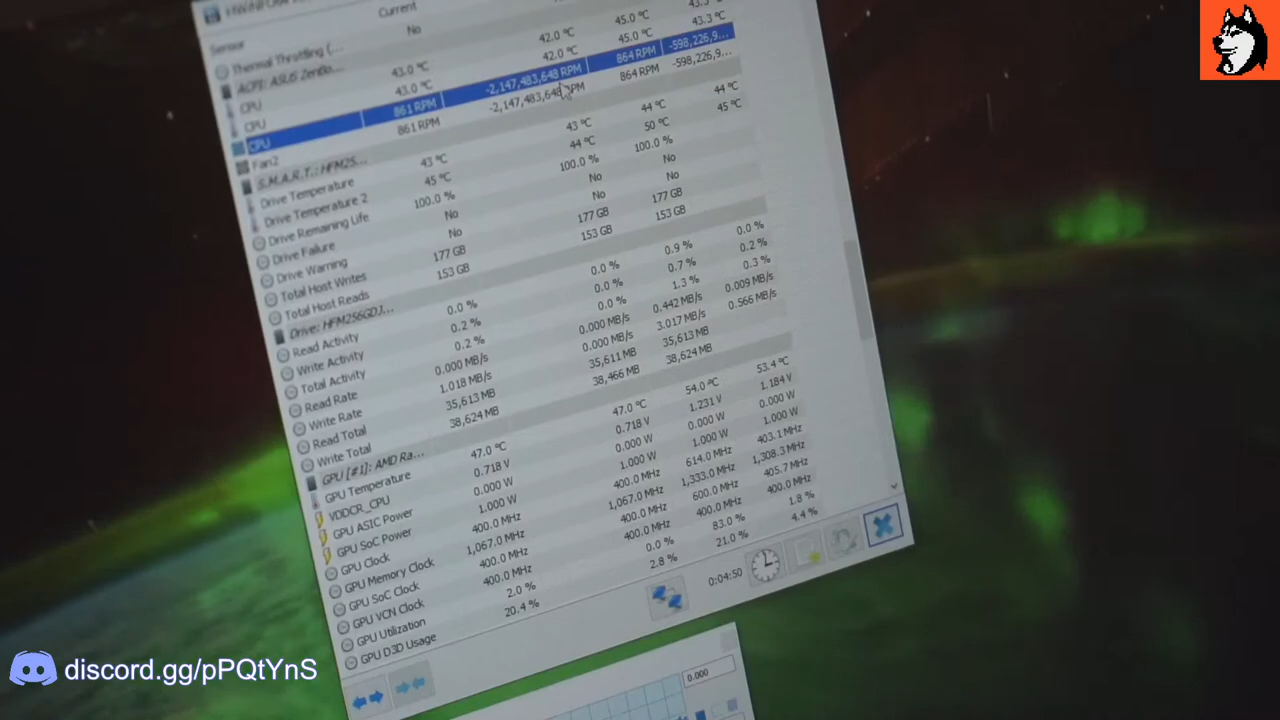 Sensor Current
Thermal Throttling (... No
ACPI: ASUS ZenBo...
CPU 43.0 °C 42.0 °C 45.0 °C 43.3 °C
CPU 43.0 °C 42.0 °C 45.0 °C 43.3 °C
CPU 861 RPM -2,147,483,648 RPM 864 RPM -598,226,9...
Fan2 861 RPM -2,147,483,648 RPM 864 RPM -598,226,9...
S.M.A.R.T.: HFM25...
Drive Temperature 43 °C 43 °C 44 °C 44 °C
Drive Temperature 2 45 °C 44 °C 50 °C 45 °C
Drive Remaining Life 100.0 % 100.0 % 100.0 %
Drive Failure No No No
Drive Warning No No No
Total Host Writes 177 GB 177 GB 177 GB
Total Host Reads 153 GB 153 GB 153 GB
Drive: HFM256GDJ...
Read Activity 0.0 % 0.0 % 0.9 % 0.0 %
Write Activity 0.2 % 0.0 % 0.7 % 0.2 %
Total Activity 0.2 % 0.0 % 1.3 % 0.3 %
Read Rate 0.000 MB/s 0.000 MB/s 0.442 MB/s 0.009 MB/s
Write Rate 1.018 MB/s 0.000 MB/s 3.017 MB/s 0.566 MB/s
Read Total 35,613 MB 35,611 MB 35,613 MB
Write Total 38,624 MB 38,466 MB 38,624 MB
GPU [#1]: AMD Ra...
GPU Temperature 47.0 °C 47.0 °C 54.0 °C 53.4 °C
VDDCR_CPU 0.718 V 0.718 V 1.231 V 1.184 V
GPU ASIC Power 0.000 W 0.000 W 0.000 W 0.000 W
GPU SoC Power 1.000 W 1.000 W 1.000 W 1.000 W
GPU Clock 400.0 MHz 400.0 MHz 614.0 MHz 403.1 MHz
GPU Memory Clock 1,067.0 MHz 1,067.0 MHz 1,333.0 MHz 1,308.3 MHz
GPU SoC Clock 400.0 MHz 400.0 MHz 600.0 MHz 405.7 MHz
GPU VCN Clock 400.0 MHz 400.0 MHz 400.0 MHz 400.0 MHz
GPU Utilization 2.0 % 0.0 % 83.0 % 1.8 %
GPU D3D Usage 20.4 % 2.8 % 21.0 % 4.4 %
0:04:50
0.000
discord.gg/pPQtYnS